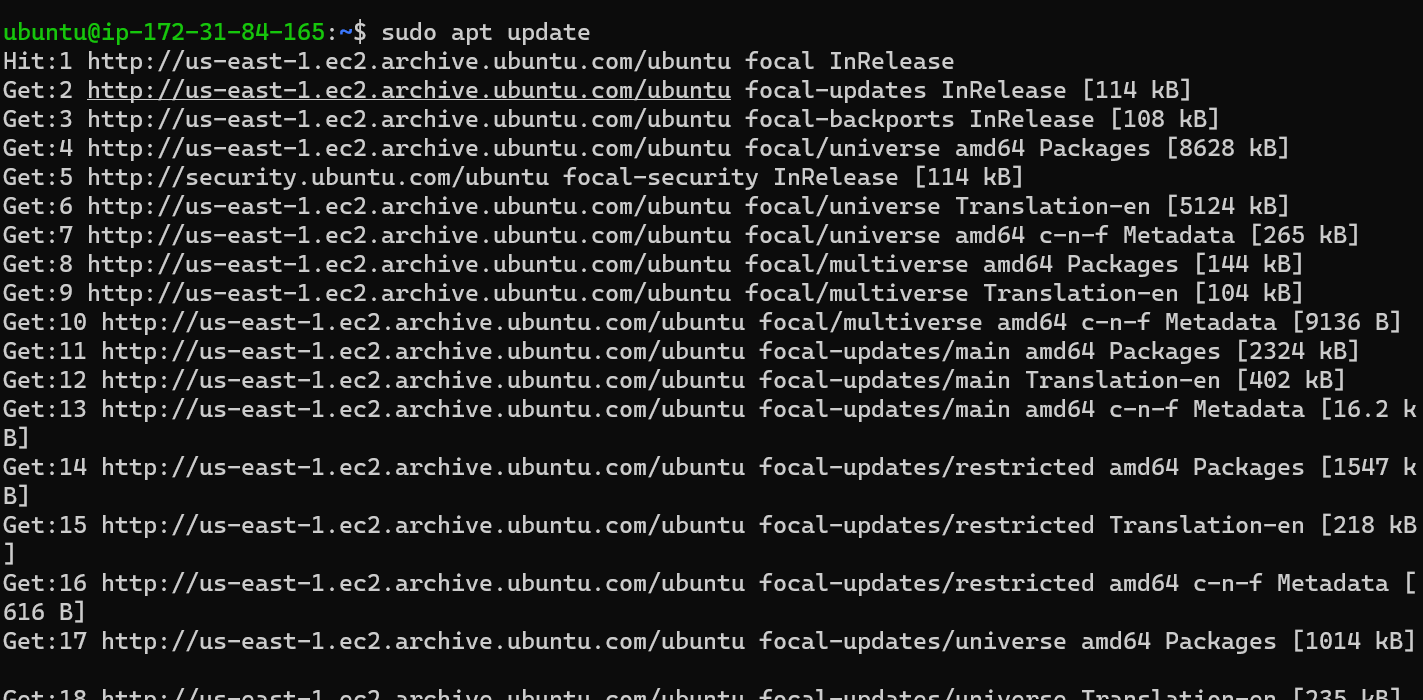 ubuntu@ip-172-31-84-165:~$ sudo apt update
Hit:1 http://us-east-1.ec2.archive.ubuntu.com/ubuntu focal InRelease
Get:2 http://us-east-1.ec2.archive.ubuntu.com/ubuntu focal-updates InRelease [114 kB]
Get:3 http://us-east-1.ec2.archive.ubuntu.com/ubuntu focal-backports InRelease [108 kB]
Get:4 http://us-east-1.ec2.archive.ubuntu.com/ubuntu focal/universe amd64 Packages [8628 kB]
Get:5 http://security.ubuntu.com/ubuntu focal-security InRelease [114 kB]
Get:6 http://us-east-1.ec2.archive.ubuntu.com/ubuntu focal/universe Translation-en [5124 kB]
Get:7 http://us-east-1.ec2.archive.ubuntu.com/ubuntu focal/universe amd64 c-n-f Metadata [265 kB]
Get:8 http://us-east-1.ec2.archive.ubuntu.com/ubuntu focal/multiverse amd64 Packages [144 kB]
Get:9 http://us-east-1.ec2.archive.ubuntu.com/ubuntu focal/multiverse Translation-en [104 kB]
Get:10 http://us-east-1.ec2.archive.ubuntu.com/ubuntu focal/multiverse amd64 c-n-f Metadata [9136 B]
Get:11 http://us-east-1.ec2.archive.ubuntu.com/ubuntu focal-updates/main amd64 Packages [2324 kB]
Get:12 http://us-east-1.ec2.archive.ubuntu.com/ubuntu focal-updates/main Translation-en [402 kB]
Get:13 http://us-east-1.ec2.archive.ubuntu.com/ubuntu focal-updates/main amd64 c-n-f Metadata [16.2 k
B]
Get:14 http://us-east-1.ec2.archive.ubuntu.com/ubuntu focal-updates/restricted amd64 Packages [1547 k
B]
Get:15 http://us-east-1.ec2.archive.ubuntu.com/ubuntu focal-updates/restricted Translation-en [218 kB
]
Get:16 http://us-east-1.ec2.archive.ubuntu.com/ubuntu focal-updates/restricted amd64 c-n-f Metadata [
616 B]
Get:17 http://us-east-1.ec2.archive.ubuntu.com/ubuntu focal-updates/universe amd64 Packages [1014 kB]
Get:18 http://us-east-1.ec2.archive.ubuntu.com/ubuntu focal-updates/universe Translation-en [235 kB]